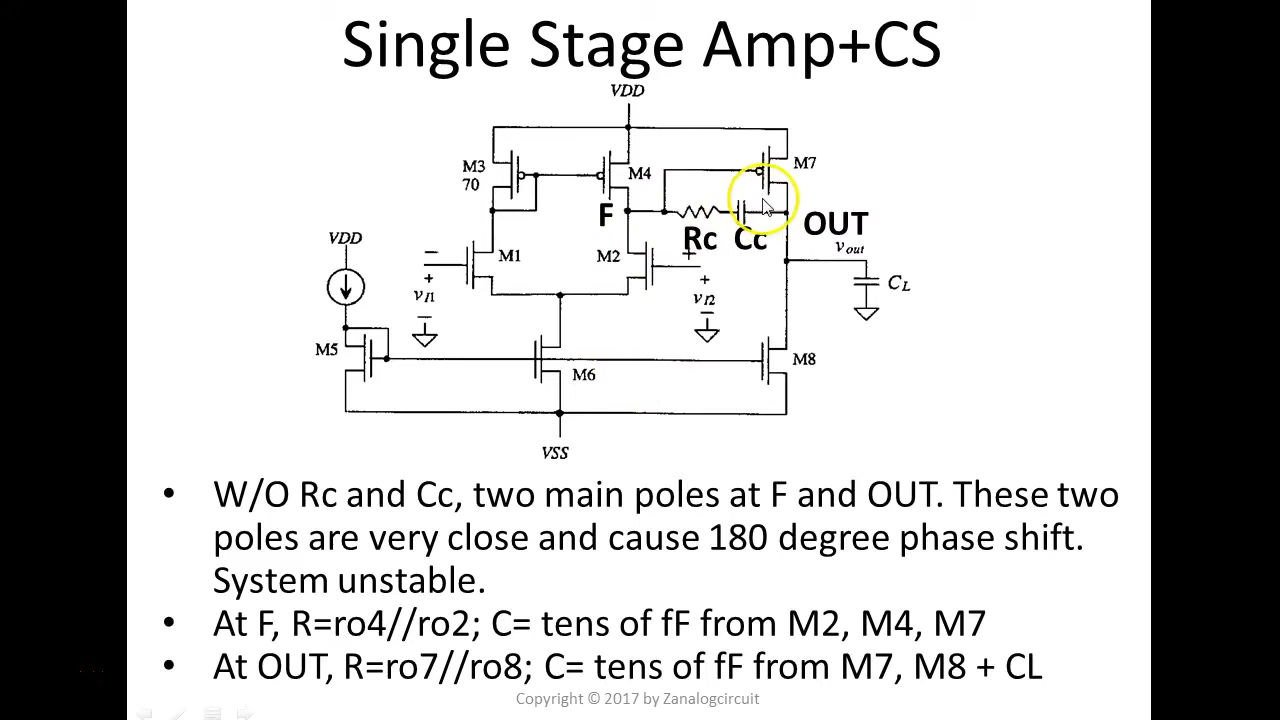 Single Stage Amp+CS
VDD
M3
70
M4
M7
F
Rc
Cc
OUT
vout
VDD
M1
M2
+
−
+
vI1
−
+
vI2
−
CL
M5
M6
M8
VSS
• W/O Rc and Cc, two main poles at F and OUT. These two
poles are very close and cause 180 degree phase shift.
System unstable.
• At F, R=ro4//ro2; C= tens of fF from M2, M4, M7
• At OUT, R=ro7//ro8; C= tens of fF from M7, M8 + CL
Copyright © 2017 by Zanalogcircuit